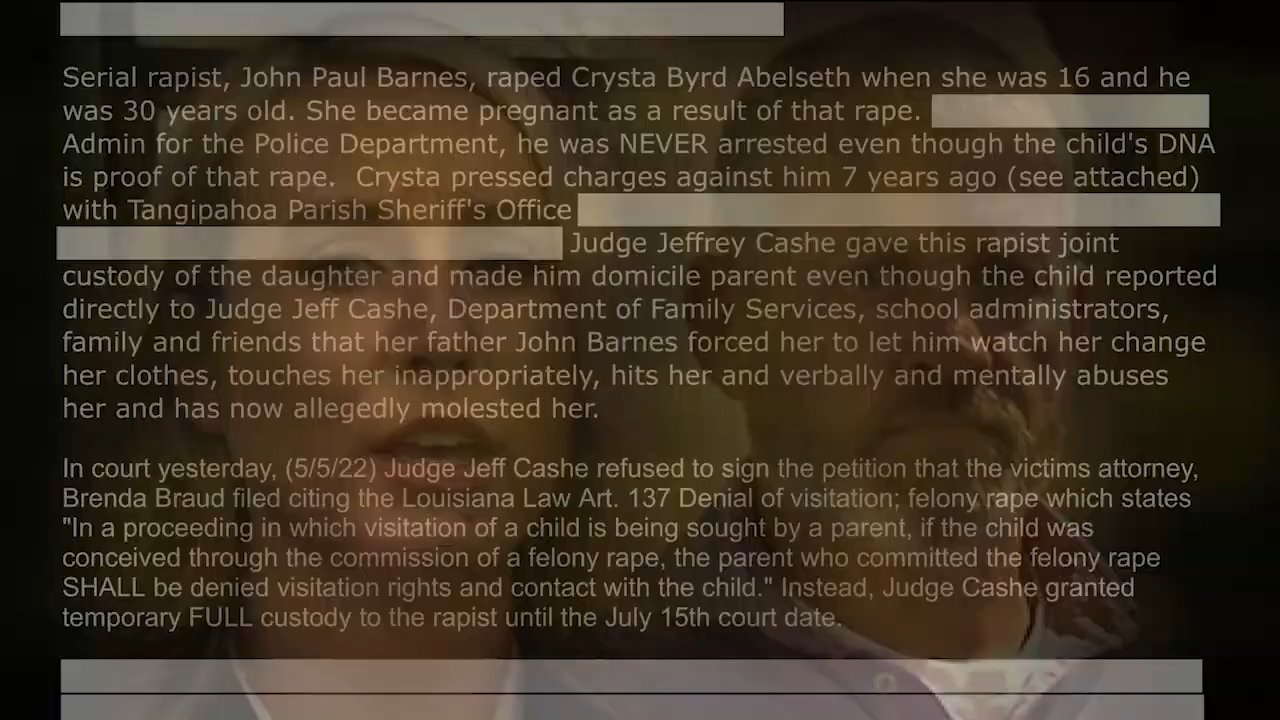 Serial rapist, John Paul Barnes, raped Crysta Byrd Abelseth when she was 16 and he
was 30 years old. She became pregnant as a result of that rape.
Admin for the Police Department, he was NEVER arrested even though the child's DNA
is proof of that rape.  Crysta pressed charges against him 7 years ago (see attached)
with Tangipahoa Parish Sheriff's Office
Judge Jeffrey Cashe gave this rapist joint
custody of the daughter and made him domicile parent even though the child reported
directly to Judge Jeff Cashe, Department of Family Services, school administrators,
family and friends that her father John Barnes forced her to let him watch her change
her clothes, touches her inappropriately, hits her and verbally and mentally abuses
her and has now allegedly molested her.
In court yesterday, (5/5/22) Judge Jeff Cashe refused to sign the petition that the victims attorney,
Brenda Braud filed citing the Louisiana Law Art. 137 Denial of visitation; felony rape which states
"In a proceeding in which visitation of a child is being sought by a parent, if the child was
conceived through the commission of a felony rape, the parent who committed the felony rape
SHALL be denied visitation rights and contact with the child." Instead, Judge Cashe granted
temporary FULL custody to the rapist until the July 15th court date.